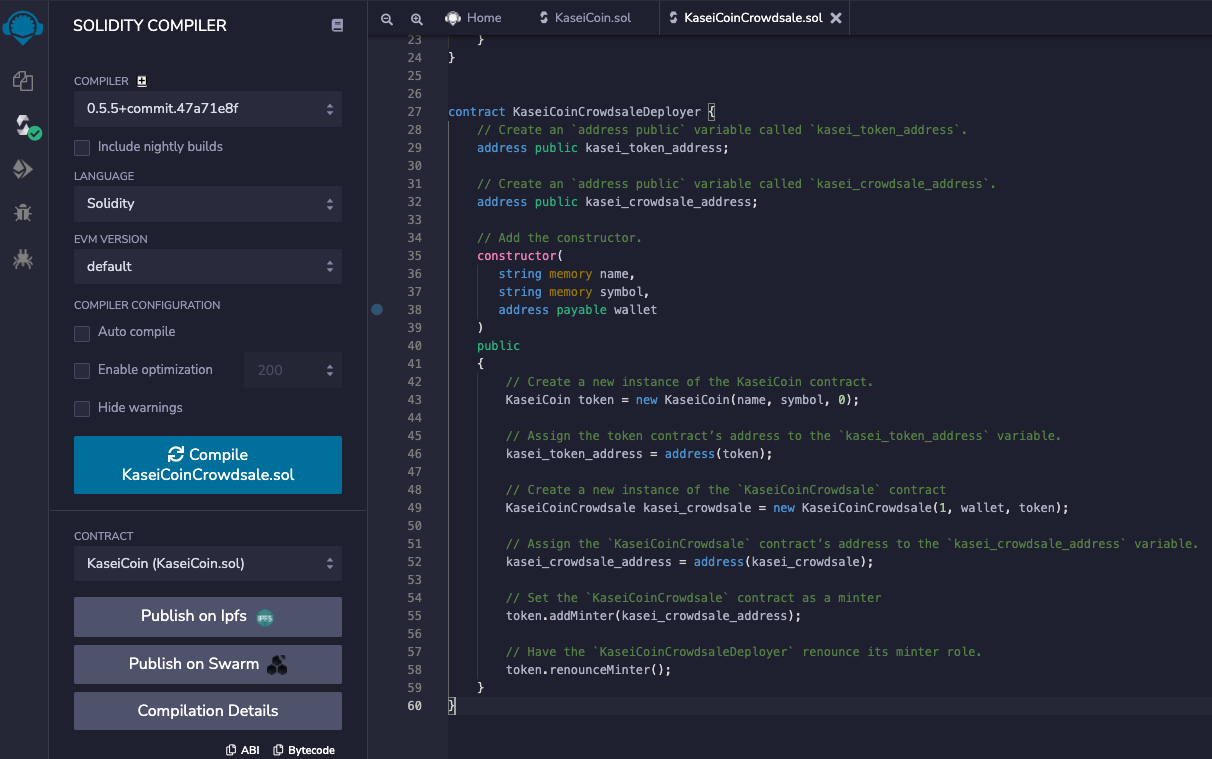 SOLIDITY COMPILER
COMPILER
0.5.5+commit.47a71e8f
Include nightly builds
LANGUAGE
Solidity
EVM VERSION
default
COMPILER CONFIGURATION
Auto compile
Enable optimization
200
Hide warnings
Compile
KaseiCoinCrowdsale.sol
CONTRACT
KaseiCoin (KaseiCoin.sol)
Publish on Ipfs
IPFS
Publish on Swarm
Compilation Details
ABI Bytecode
Home KaseiCoin.sol KaseiCoinCrowdsale.sol
23 }
24 }
25
26
27 contract KaseiCoinCrowdsaleDeployer {
28 // Create an `address public` variable called `kasei_token_address`.
29 address public kasei_token_address;
30
31 // Create an `address public` variable called `kasei_crowdsale_address`.
32 address public kasei_crowdsale_address;
33
34 // Add the constructor.
35 constructor(
36 string memory name,
37 string memory symbol,
38 address payable wallet
39 )
40 public
41 {
42 // Create a new instance of the KaseiCoin contract.
43 KaseiCoin token = new KaseiCoin(name, symbol, 0);
44
45 // Assign the token contract’s address to the `kasei_token_address` variable.
46 kasei_token_address = address(token);
47
48 // Create a new instance of the `KaseiCoinCrowdsale` contract
49 KaseiCoinCrowdsale kasei_crowdsale = new KaseiCoinCrowdsale(1, wallet, token);
50
51 // Assign the `KaseiCoinCrowdsale` contract’s address to the `kasei_crowdsale_address` variable.
52 kasei_crowdsale_address = address(kasei_crowdsale);
53
54 // Set the `KaseiCoinCrowdsale` contract as a minter
55 token.addMinter(kasei_crowdsale_address);
56
57 // Have the `KaseiCoinCrowdsaleDeployer` renounce its minter role.
58 token.renounceMinter();
59 }
60 }